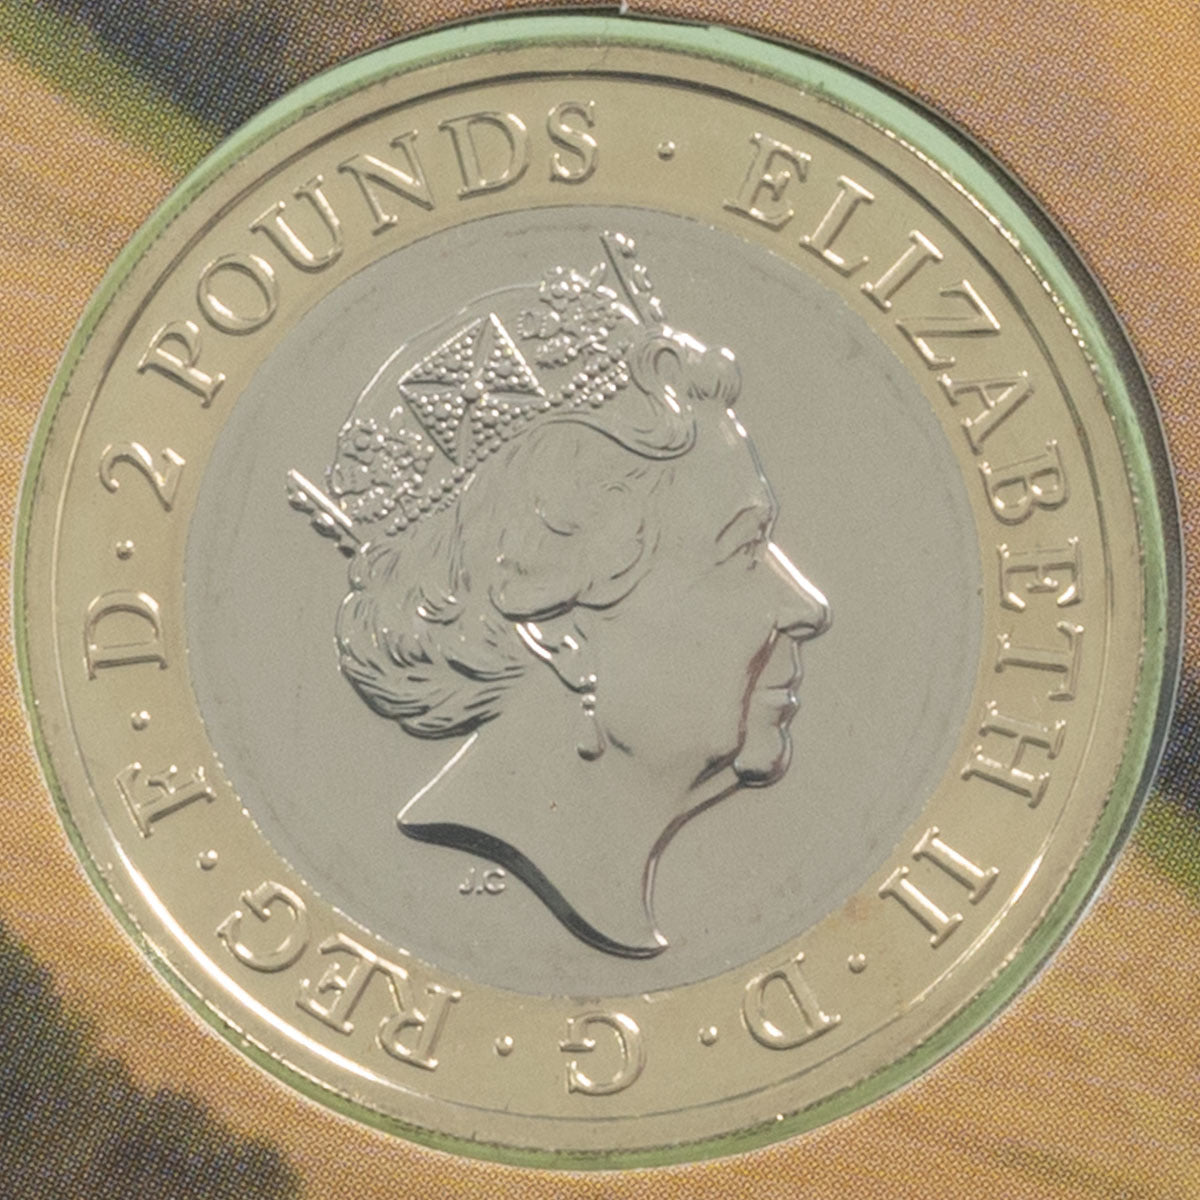 ELIZABETH II · D · G · REG · F · D · 2 POUNDS ·
J.C